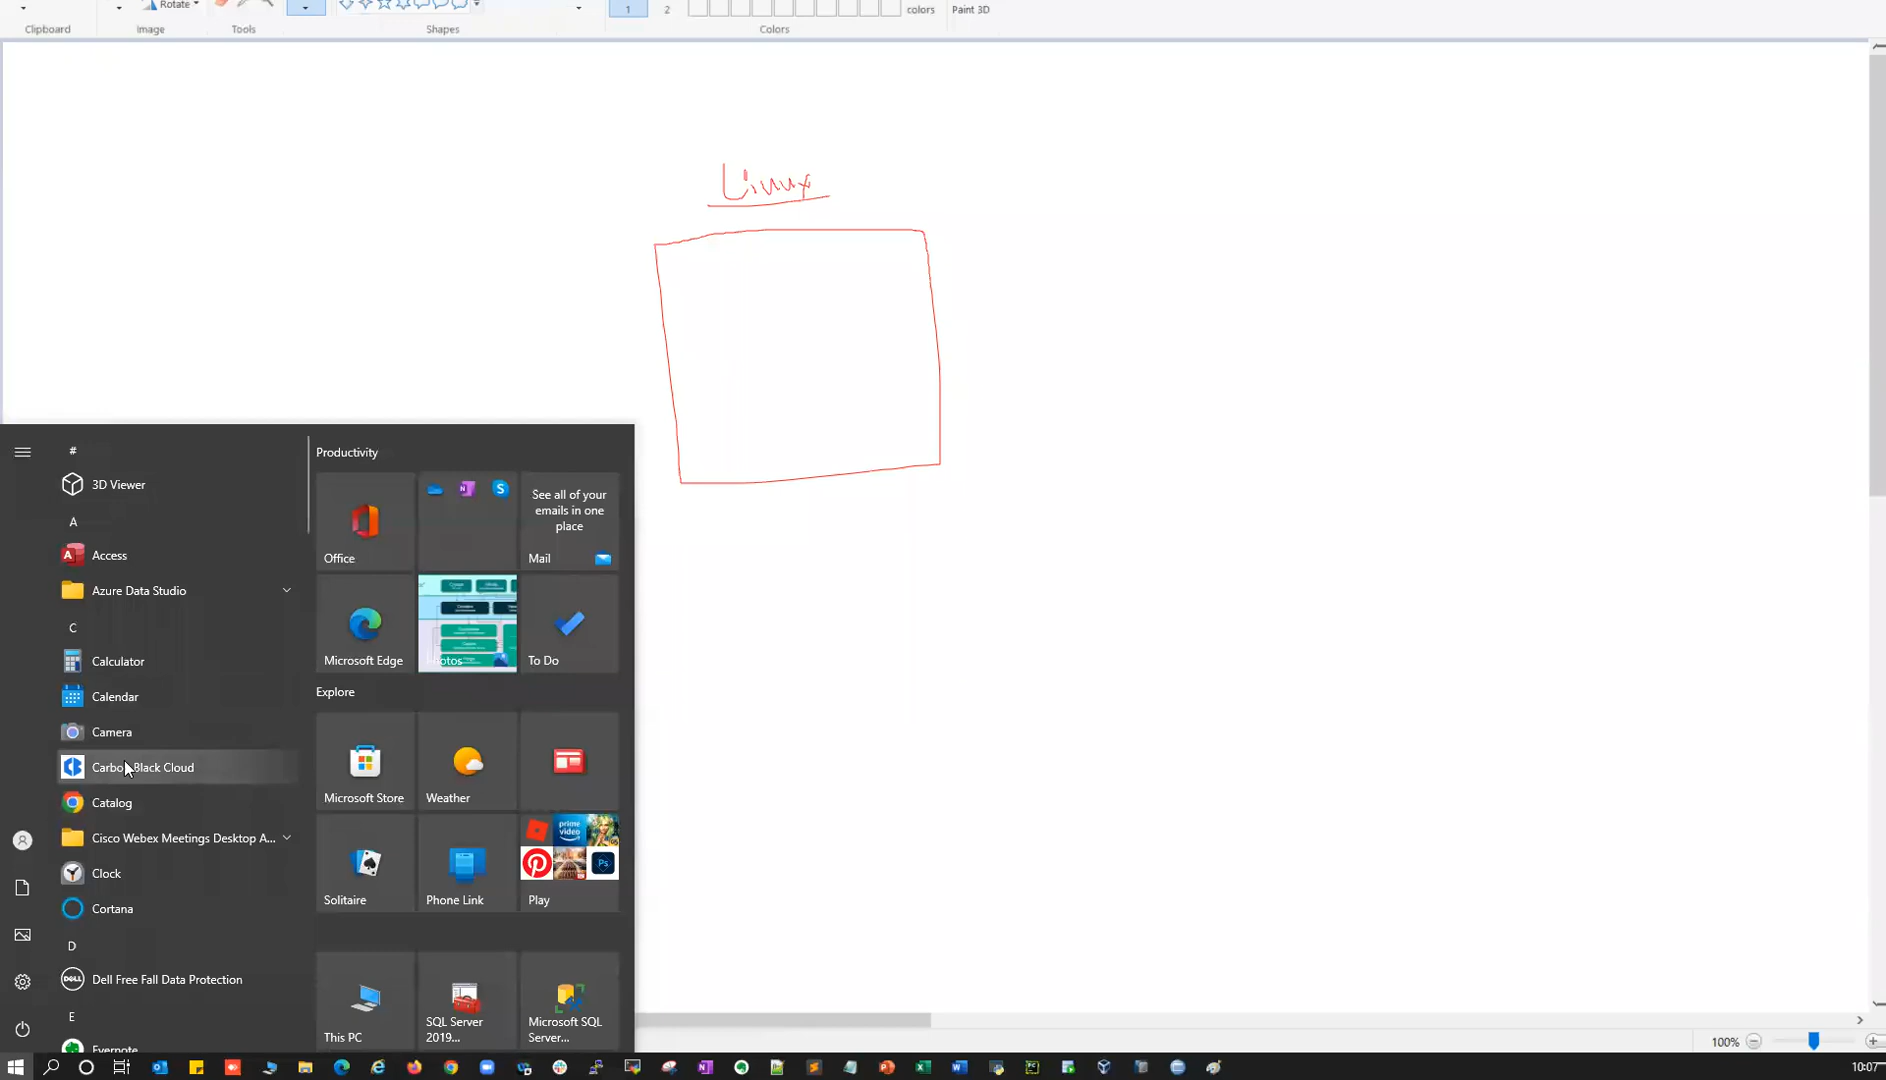 Rotate
colors
Paint 3D
1
2
Clipboard
Image
Tools
Shapes
Colors
Linux
#
3D Viewer
A
Access
Azure Data Studio
C
Calculator
Calendar
Camera
Carbo Black Cloud
Catalog
Cisco Webex Meetings Desktop A...
Clock
Cortana
D
DELL
Dell Free Fall Data Protection
E
Evernote
Productivity
Office
See all of your
emails in one
place
Mail
Microsoft Edge
To Do
Explore
Microsoft Store
Weather
Solitaire
Phone Link
prime
video
Ps
Play
This PC
SQL Server
2019...
Microsoft SQL
Server...
100%
10:07